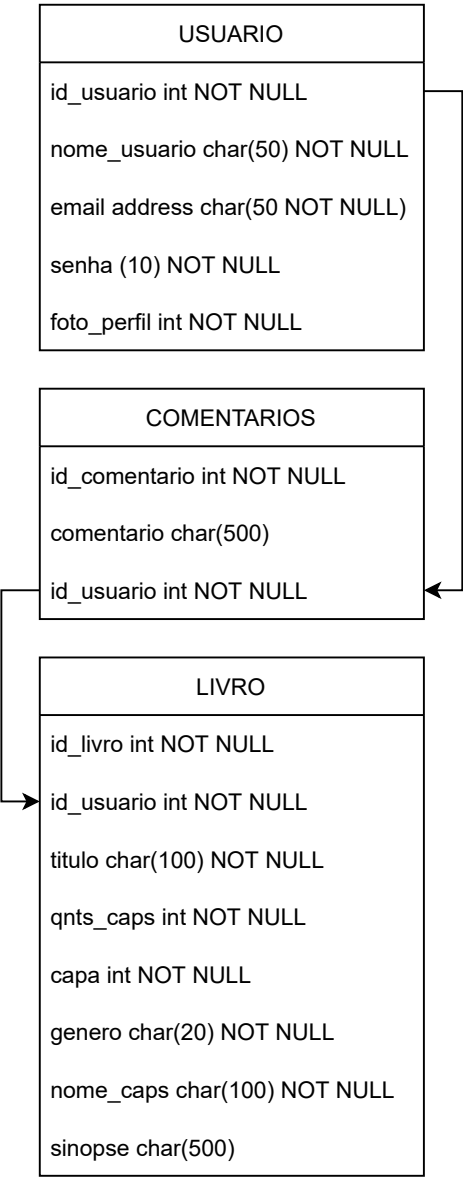 USUARIO
id_usuario int NOT NULL
nome_usuario char(50) NOT NULL
email address char(50 NOT NULL)
senha (10) NOT NULL
foto_perfil int NOT NULL
COMENTARIOS
id_comentario int NOT NULL
comentario char(500)
id_usuario int NOT NULL
LIVRO
id_livro int NOT NULL
id_usuario int NOT NULL
titulo char(100) NOT NULL
qnts_caps int NOT NULL
capa int NOT NULL
genero char(20) NOT NULL
nome_caps char(100) NOT NULL
sinopse char(500)